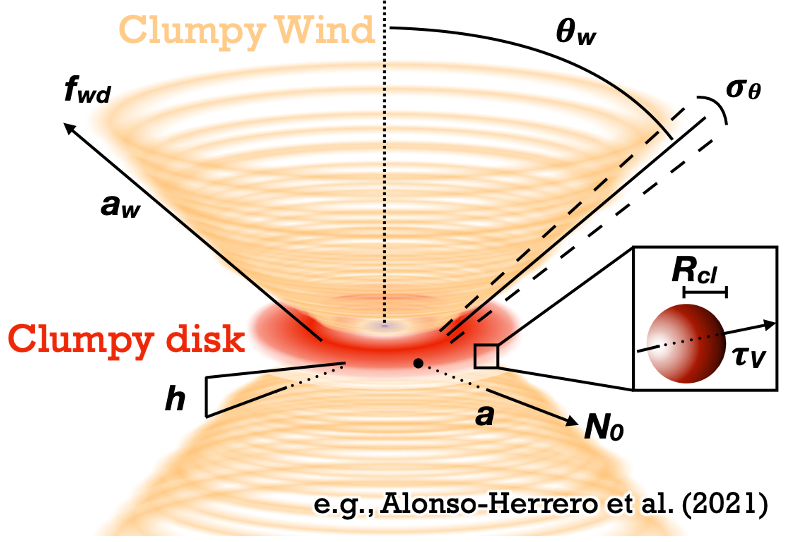 Clumpy Wind
θw
fwd
σθ
aw
Rcl
Clumpy disk
τV
h
a
N0
e.g., Alonso-Herrero et al. (2021)